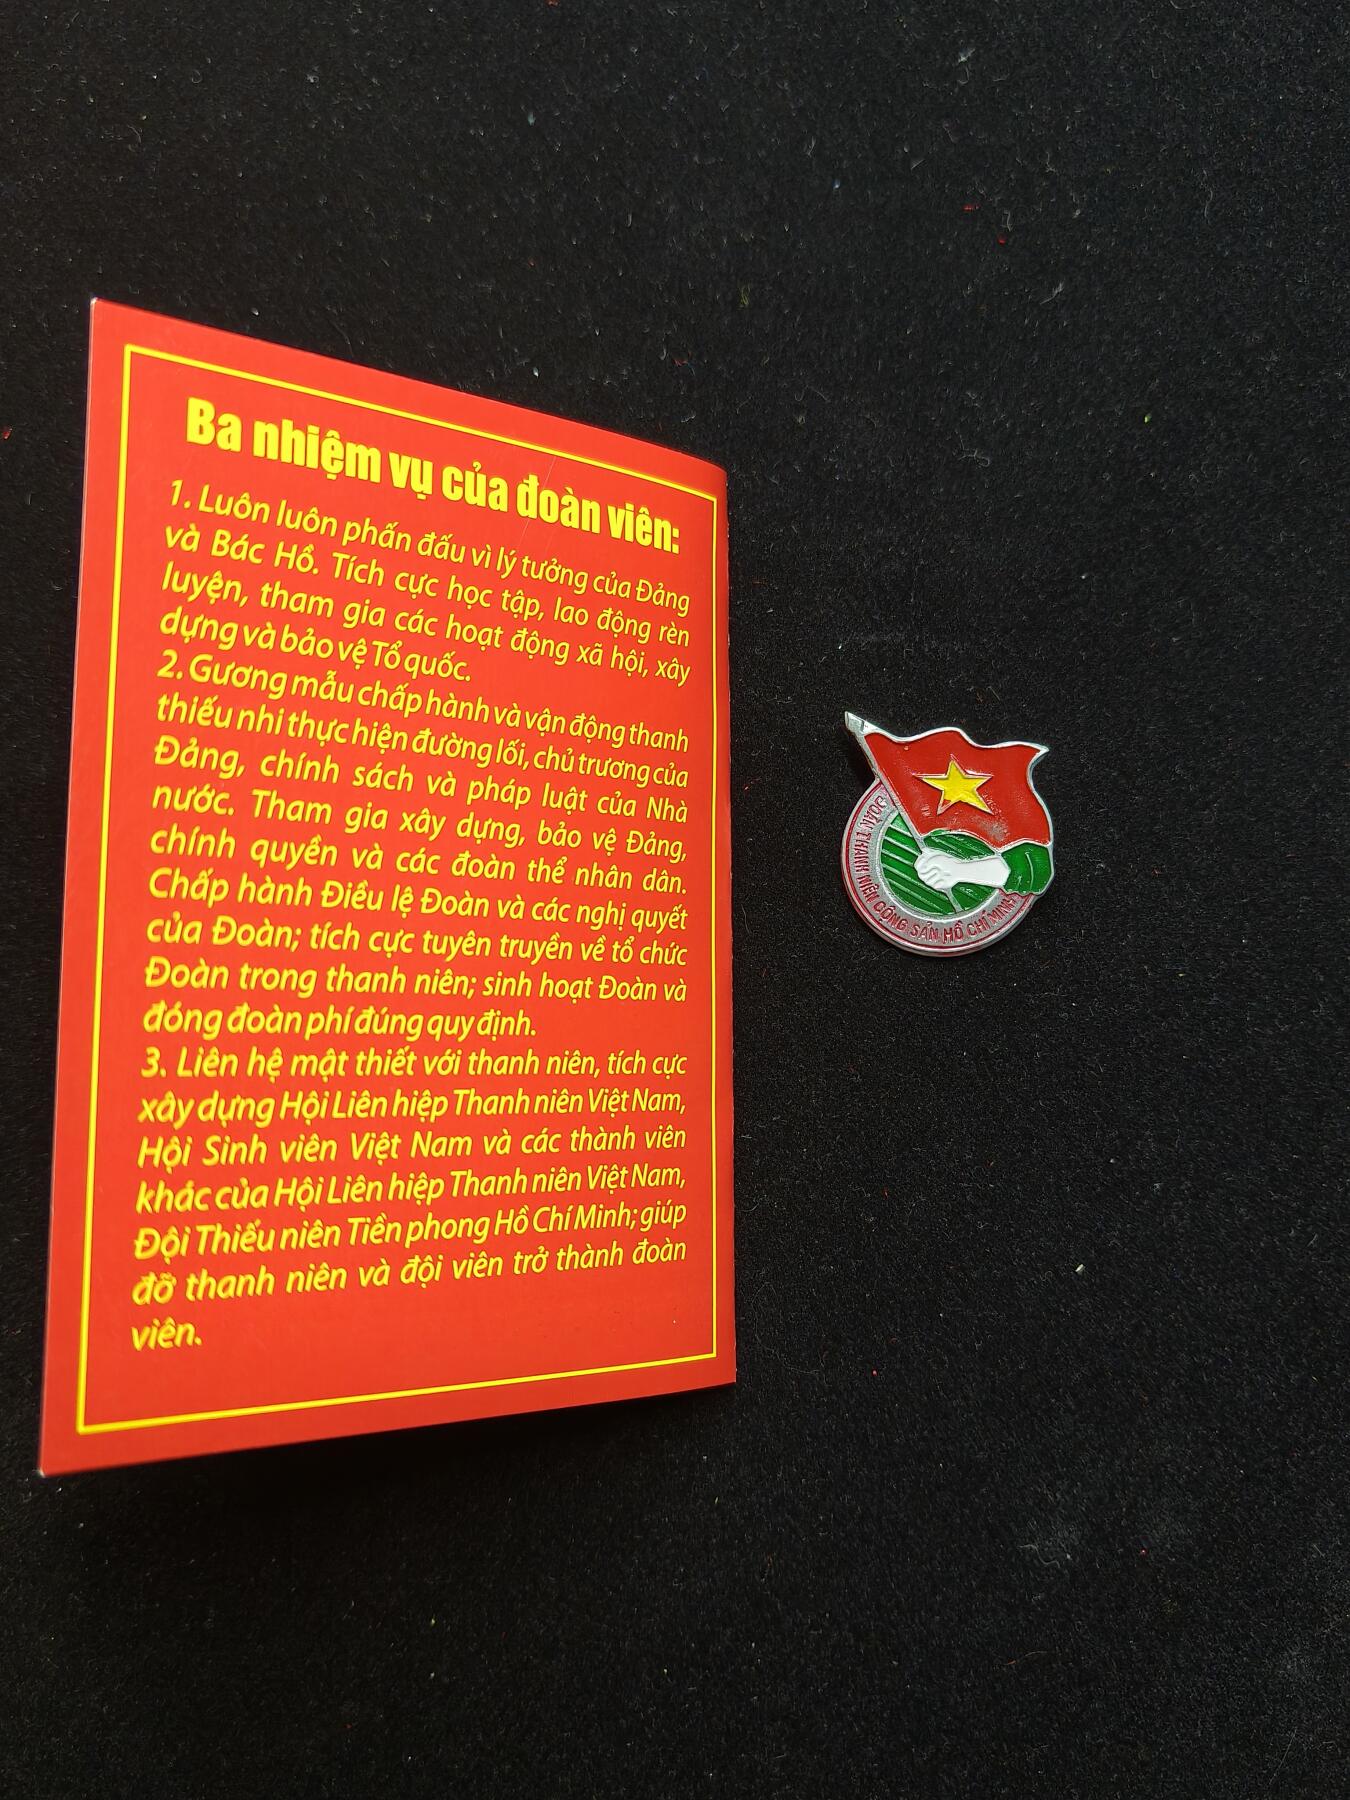 Ba nhiệm vụ của đoàn viên:
1. Luôn luôn phấn đấu vì lý tưởng của Đảng
và Bác Hồ. Tích cực học tập, lao động rèn
luyện, tham gia các hoạt động xã hội, xây
dựng và bảo vệ Tổ quốc.
2. Gương mẫu chấp hành và vận động thanh
thiếu nhi thực hiện đường lối, chủ trương của
Đảng, chính sách và pháp luật của Nhà
nước. Tham gia xây dựng, bảo vệ Đảng,
chính quyền và các đoàn thể nhân dân.
Chấp hành Điều lệ Đoàn và các nghị quyết
của Đoàn; tích cực tuyên truyền về tổ chức
Đoàn trong thanh niên; sinh hoạt Đoàn và
đóng đoàn phí đúng quy định.
3. Liên hệ mật thiết với thanh niên, tích cực
xây dựng Hội Liên hiệp Thanh niên Việt Nam,
Hội Sinh viên Việt Nam và các thành viên
khác của Hội Liên hiệp Thanh niên Việt Nam,
Đội Thiếu niên Tiền phong Hồ Chí Minh; giúp
đỡ thanh niên và đội viên trở thành đoàn
viên.
ĐOÀN THANH NIÊN CỘNG SẢN HỒ CHÍ MINH